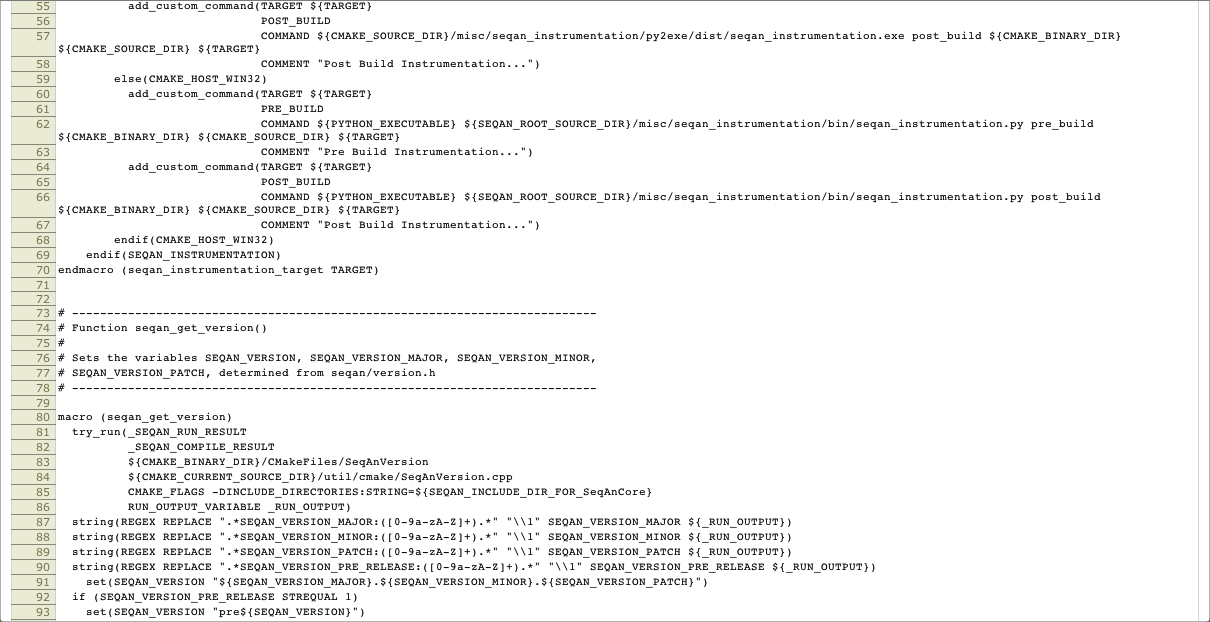 55           add_custom_command(TARGET ${TARGET}
56                              POST_BUILD
57                              COMMAND ${CMAKE_SOURCE_DIR}/misc/seqan_instrumentation/py2exe/dist/seqan_instrumentation.exe post_build ${CMAKE_BINARY_DIR}
${CMAKE_SOURCE_DIR} ${TARGET}
58                              COMMENT "Post Build Instrumentation...")
59         else(CMAKE_HOST_WIN32)
60           add_custom_command(TARGET ${TARGET}
61                              PRE_BUILD
62                              COMMAND ${PYTHON_EXECUTABLE} ${SEQAN_ROOT_SOURCE_DIR}/misc/seqan_instrumentation/bin/seqan_instrumentation.py pre_build
${CMAKE_BINARY_DIR} ${CMAKE_SOURCE_DIR} ${TARGET}
63                              COMMENT "Pre Build Instrumentation...")
64           add_custom_command(TARGET ${TARGET}
65                              POST_BUILD
66                              COMMAND ${PYTHON_EXECUTABLE} ${SEQAN_ROOT_SOURCE_DIR}/misc/seqan_instrumentation/bin/seqan_instrumentation.py post_build
${CMAKE_BINARY_DIR} ${CMAKE_SOURCE_DIR} ${TARGET}
67                              COMMENT "Post Build Instrumentation...")
68         endif(CMAKE_HOST_WIN32)
69     endif(SEQAN_INSTRUMENTATION)
70 endmacro (seqan_instrumentation_target TARGET)
71
72
73 # ---------------------------------------------------------------------------
74 # Function seqan_get_version()
75 #
76 # Sets the variables SEQAN_VERSION, SEQAN_VERSION_MAJOR, SEQAN_VERSION_MINOR,
77 # SEQAN_VERSION_PATCH, determined from seqan/version.h
78 # ---------------------------------------------------------------------------
79
80 macro (seqan_get_version)
81   try_run(_SEQAN_RUN_RESULT
82           _SEQAN_COMPILE_RESULT
83           ${CMAKE_BINARY_DIR}/CMakeFiles/SeqAnVersion
84           ${CMAKE_CURRENT_SOURCE_DIR}/util/cmake/SeqAnVersion.cpp
85           CMAKE_FLAGS -DINCLUDE_DIRECTORIES:STRING=${SEQAN_INCLUDE_DIR_FOR_SeqAnCore}
86           RUN_OUTPUT_VARIABLE _RUN_OUTPUT)
87   string(REGEX REPLACE ".*SEQAN_VERSION_MAJOR:([0-9a-zA-Z]+).*" "\\1" SEQAN_VERSION_MAJOR ${_RUN_OUTPUT})
88   string(REGEX REPLACE ".*SEQAN_VERSION_MINOR:([0-9a-zA-Z]+).*" "\\1" SEQAN_VERSION_MINOR ${_RUN_OUTPUT})
89   string(REGEX REPLACE ".*SEQAN_VERSION_PATCH:([0-9a-zA-Z]+).*" "\\1" SEQAN_VERSION_PATCH ${_RUN_OUTPUT})
90   string(REGEX REPLACE ".*SEQAN_VERSION_PRE_RELEASE:([0-9a-zA-Z]+).*" "\\1" SEQAN_VERSION_PRE_RELEASE ${_RUN_OUTPUT})
91     set(SEQAN_VERSION "${SEQAN_VERSION_MAJOR}.${SEQAN_VERSION_MINOR}.${SEQAN_VERSION_PATCH}")
92   if (SEQAN_VERSION_PRE_RELEASE STREQUAL 1)
93     set(SEQAN_VERSION "pre${SEQAN_VERSION}")